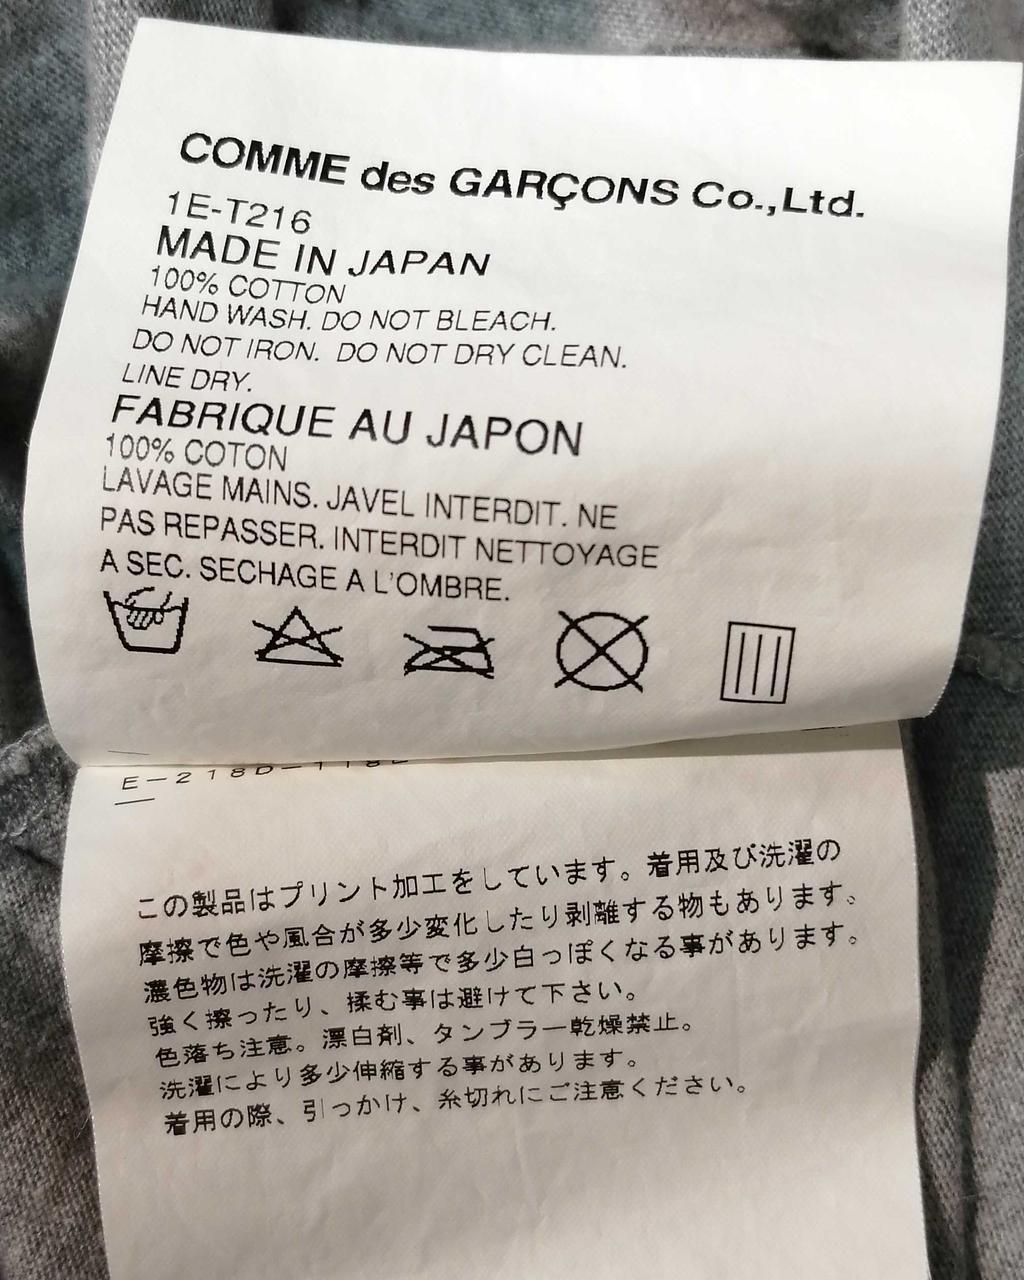 COMME des GARÇONS Co.,Ltd.
1E-T216
MADE IN JAPAN
100% COTTON
HAND WASH. DO NOT BLEACH.
DO NOT IRON. DO NOT DRY CLEAN.
LINE DRY.
FABRIQUE AU JAPON
100% COTON
LAVAGE MAINS. JAVEL INTERDIT. NE
PAS REPASSER. INTERDIT NETTOYAGE
A SEC. SECHAGE A L'OMBRE.
この製品はプリント加工をしています。着用及び洗濯の
摩擦で色や風合が多少変化したり剥離する物もあります。
濃色物は洗濯の摩擦等で多少白っぽくなる事があります。
強く擦ったり、揉む事は避けて下さい。
色落ち注意。漂白剤、タンブラー乾燥禁止。
洗濯により多少伸縮する事があります。
着用の際、引っかけ、糸切れにご注意ください。